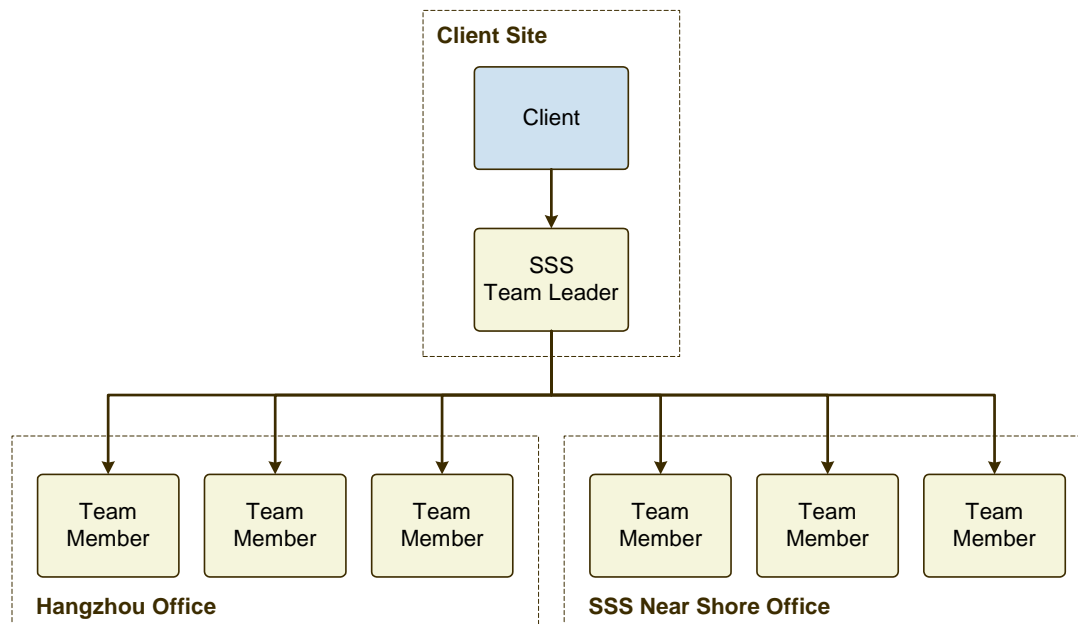 Client Site
Client
SSS
Team Leader
Team
Member
Team
Member
Team
Member
Team
Member
Team
Member
Team
Member
Hangzhou Office
SSS Near Shore Office